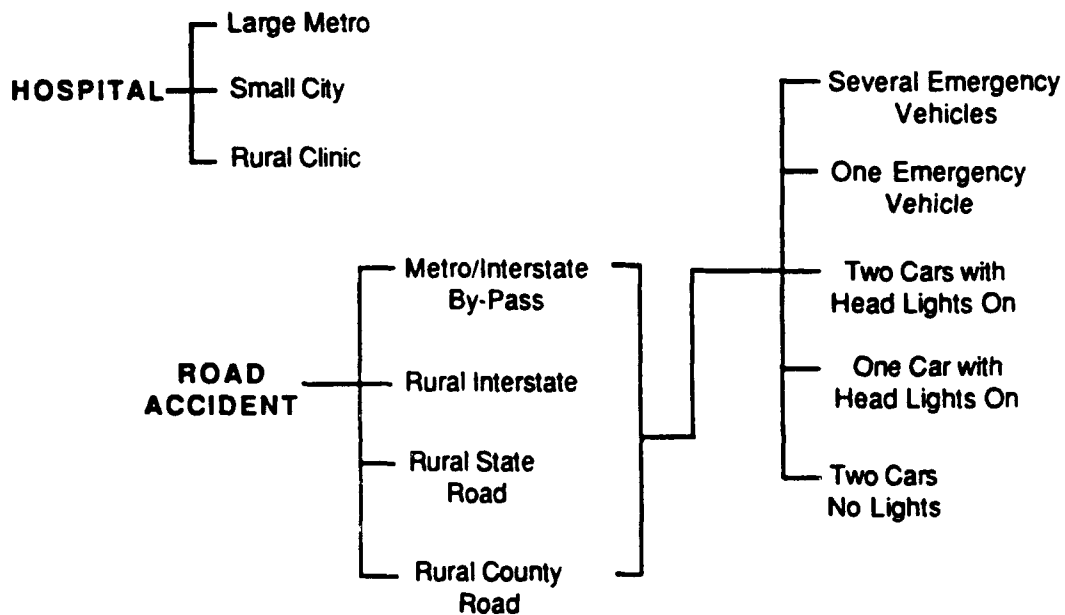 HOSPITAL
Large Metro
Small City
Rural Clinic
ROAD
ACCIDENT
Metro/Interstate
By-Pass
Rural Interstate
Rural State
Road
Rural County
Road
Several Emergency
Vehicles
One Emergency
Vehicle
Two Cars with
Head Lights On
One Car with
Head Lights On
Two Cars
No Lights